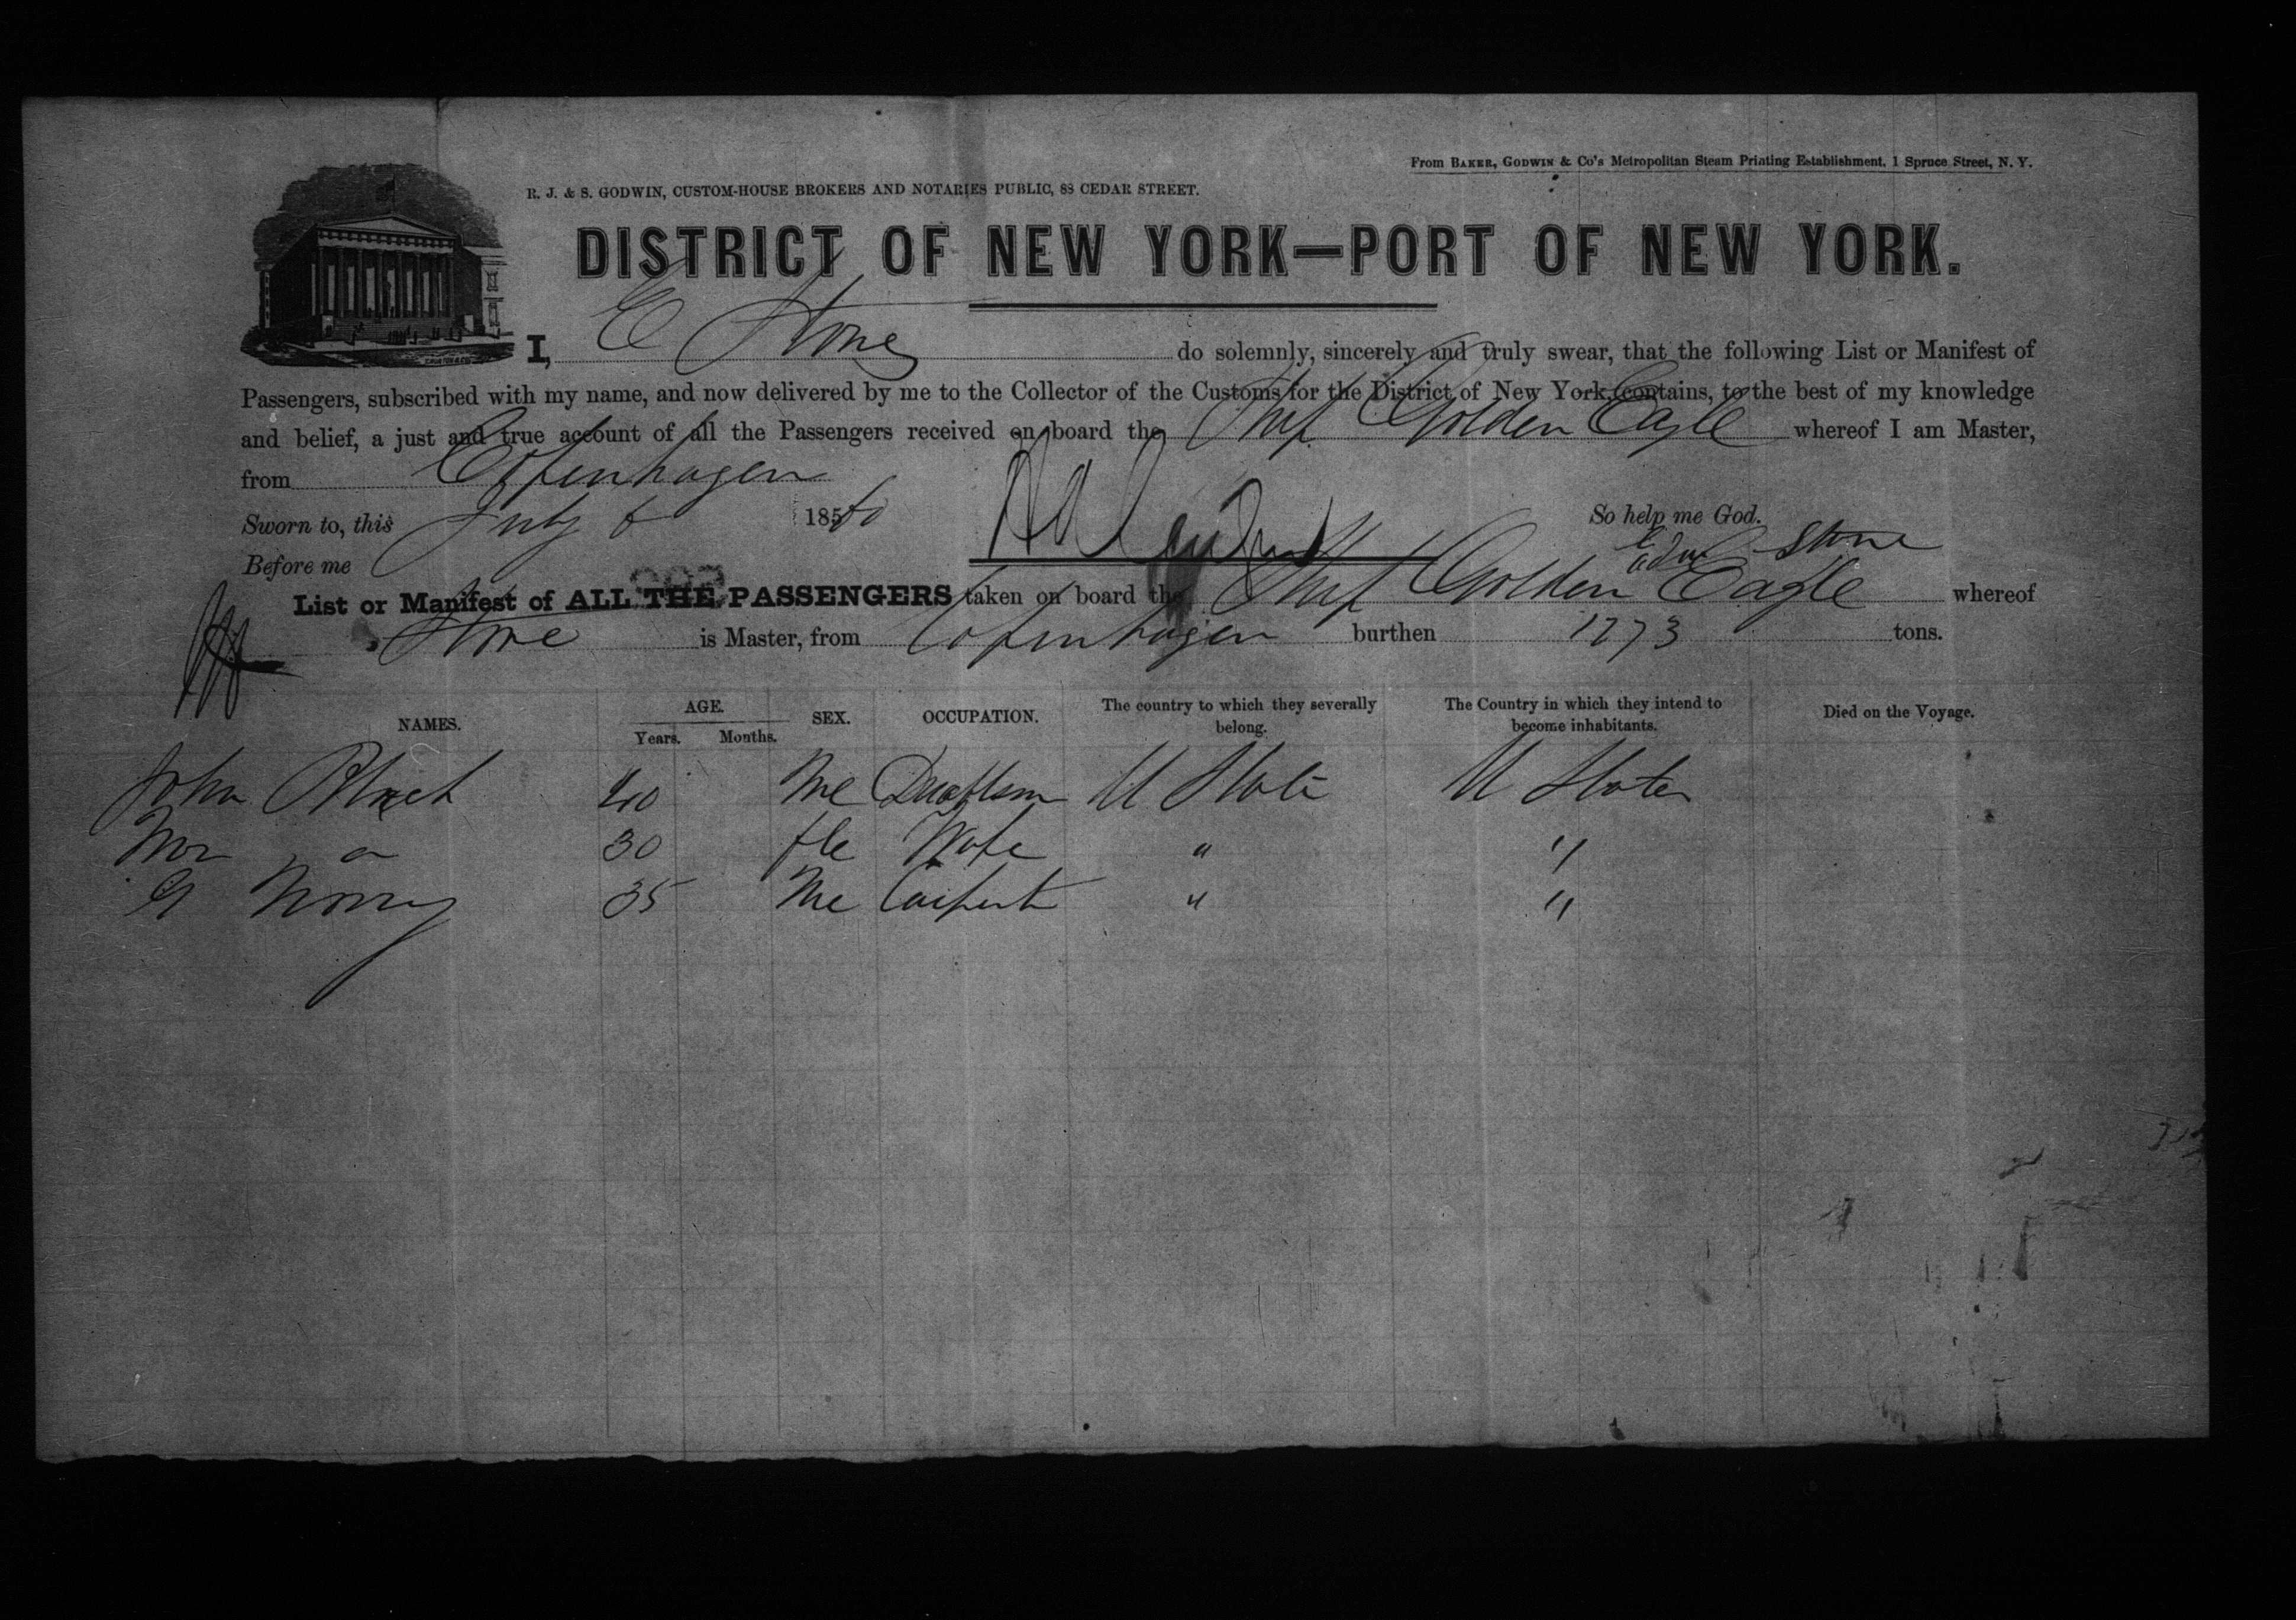 From BAKER, GODWIN & Co's Metropolitan Steam Printing Establishment, 1 Spruce Street, N. Y.
R. J. & S. GODWIN, CUSTOM-HOUSE BROKERS AND NOTARIES PUBLIC, 88 CEDAR STREET.
DISTRICT OF NEW YORK—PORT OF NEW YORK.
I, E Stone do solemnly, sincerely and truly swear, that the following List or Manifest of
Passengers, subscribed with my name, and now delivered by me to the Collector of the Customs for the District of New York, contains, to the best of my knowledge
and belief, a just and true account of all the Passengers received on board the Ship Golden Eagle whereof I am Master,
from Copenhagen
Sworn to, this July 6 1860 So help me God.
Before me Stone
List or Manifest of ALL THE PASSENGERS taken on board the Ship Golden Eagle whereof
Stone is Master, from Copenhagen burthen 1273 tons.
NAMES. AGE. Years. Months. SEX. OCCUPATION. The country to which they severally belong. The Country in which they intend to become inhabitants. Died on the Voyage.
John 40 Me U State U States
30 fle Wife " "
G 35 Me Carpent " "